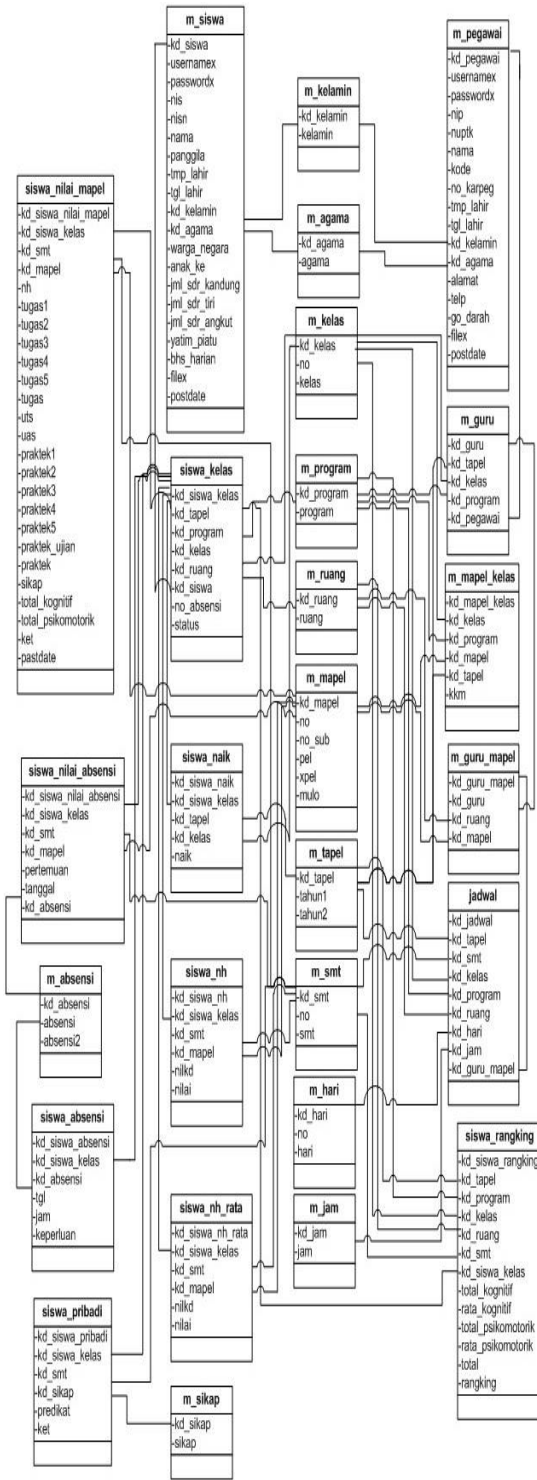 m_siswa
-kd_siswa
-usernamex
-passwordx
-nis
-nisn
-nama
-panggila
-tmp_lahir
-tgl_lahir
-kd_kelamin
-kd_agama
-warga_negara
-anak_ke
-jml_sdr_kandung
-jml_sdr_tiri
-jml_sdr_angkut
-yatim_piatu
-bhs_harian
-filex
-postdate
m_pegawai
-kd_pegawai
-usernamex
-passwordx
-nip
-nuptk
-nama
-kode
-no_karpeg
-tmp_lahir
-tgl_lahir
-kd_kelamin
-kd_agama
-alamat
-telp
-go_darah
-filex
-postdate
m_kelamin
-kd_kelamin
-kelamin
m_agama
-kd_agama
-agama
siswa_nilai_mapel
-kd_siswa_nilai_mapel
-kd_siswa_kelas
-kd_smt
-kd_mapel
-nh
-tugas1
-tugas2
-tugas3
-tugas4
-tugas5
-tugas
-uts
-uas
-praktek1
-praktek2
-praktek3
-praktek4
-praktek5
-praktek_ujian
-praktek
-sikap
-total_kognitif
-total_psikomotorik
-ket
-pastdate
m_kelas
-kd_kelas
-no
-kelas
m_guru
-kd_guru
-kd_tapel
-kd_kelas
-kd_program
-kd_pegawai
siswa_kelas
-kd_siswa_kelas
-kd_tapel
-kd_program
-kd_kelas
-kd_ruang
-kd_siswa
-no_absensi
-status
m_program
-kd_program
-program
m_ruang
-kd_ruang
-ruang
m_mapel_kelas
-kd_mapel_kelas
-kd_kelas
-kd_program
-kd_mapel
-kd_tapel
-kkm
m_mapel
-kd_mapel
-no
-no_sub
-pel
-xpel
-mulo
siswa_nilai_absensi
-kd_siswa_nilai_absensi
-kd_siswa_kelas
-kd_smt
-kd_mapel
-pertemuan
-tanggal
-kd_absensi
siswa_naik
-kd_siswa_naik
-kd_siswa_kelas
-kd_tapel
-kd_kelas
-naik
m_guru_mapel
-kd_guru_mapel
-kd_guru
-kd_ruang
-kd_mapel
m_tapel
-kd_tapel
-tahun1
-tahun2
jadwal
-kd_jadwal
-kd_tapel
-kd_smt
-kd_kelas
-kd_program
-kd_ruang
-kd_hari
-kd_jam
-kd_guru_mapel
m_absensi
-kd_absensi
-absensi
-absensi2
siswa_nh
-kd_siswa_nh
-kd_siswa_kelas
-kd_smt
-kd_mapel
-nilkd
-nilai
m_smt
-kd_smt
-no
-smt
m_hari
-kd_hari
-no
-hari
siswa_absensi
-kd_siswa_absensi
-kd_siswa_kelas
-kd_absensi
-tgl
-jam
-keperluan
siswa_nh_rata
-kd_siswa_nh_rata
-kd_siswa_kelas
-kd_smt
-kd_mapel
-nilkd
-nilai
m_jam
-kd_jam
-jam
siswa_rangking
-kd_siswa_rangking
-kd_tapel
-kd_program
-kd_kelas
-kd_ruang
-kd_smt
-kd_siswa_kelas
-total_kognitif
-rata_kognitif
-total_psikomotorik
-rata_psikomotorik
-total
-rangking
siswa_pribadi
-kd_siswa_pribadi
-kd_siswa_kelas
-kd_smt
-kd_sikap
-predikat
-ket
m_sikap
-kd_sikap
-sikap